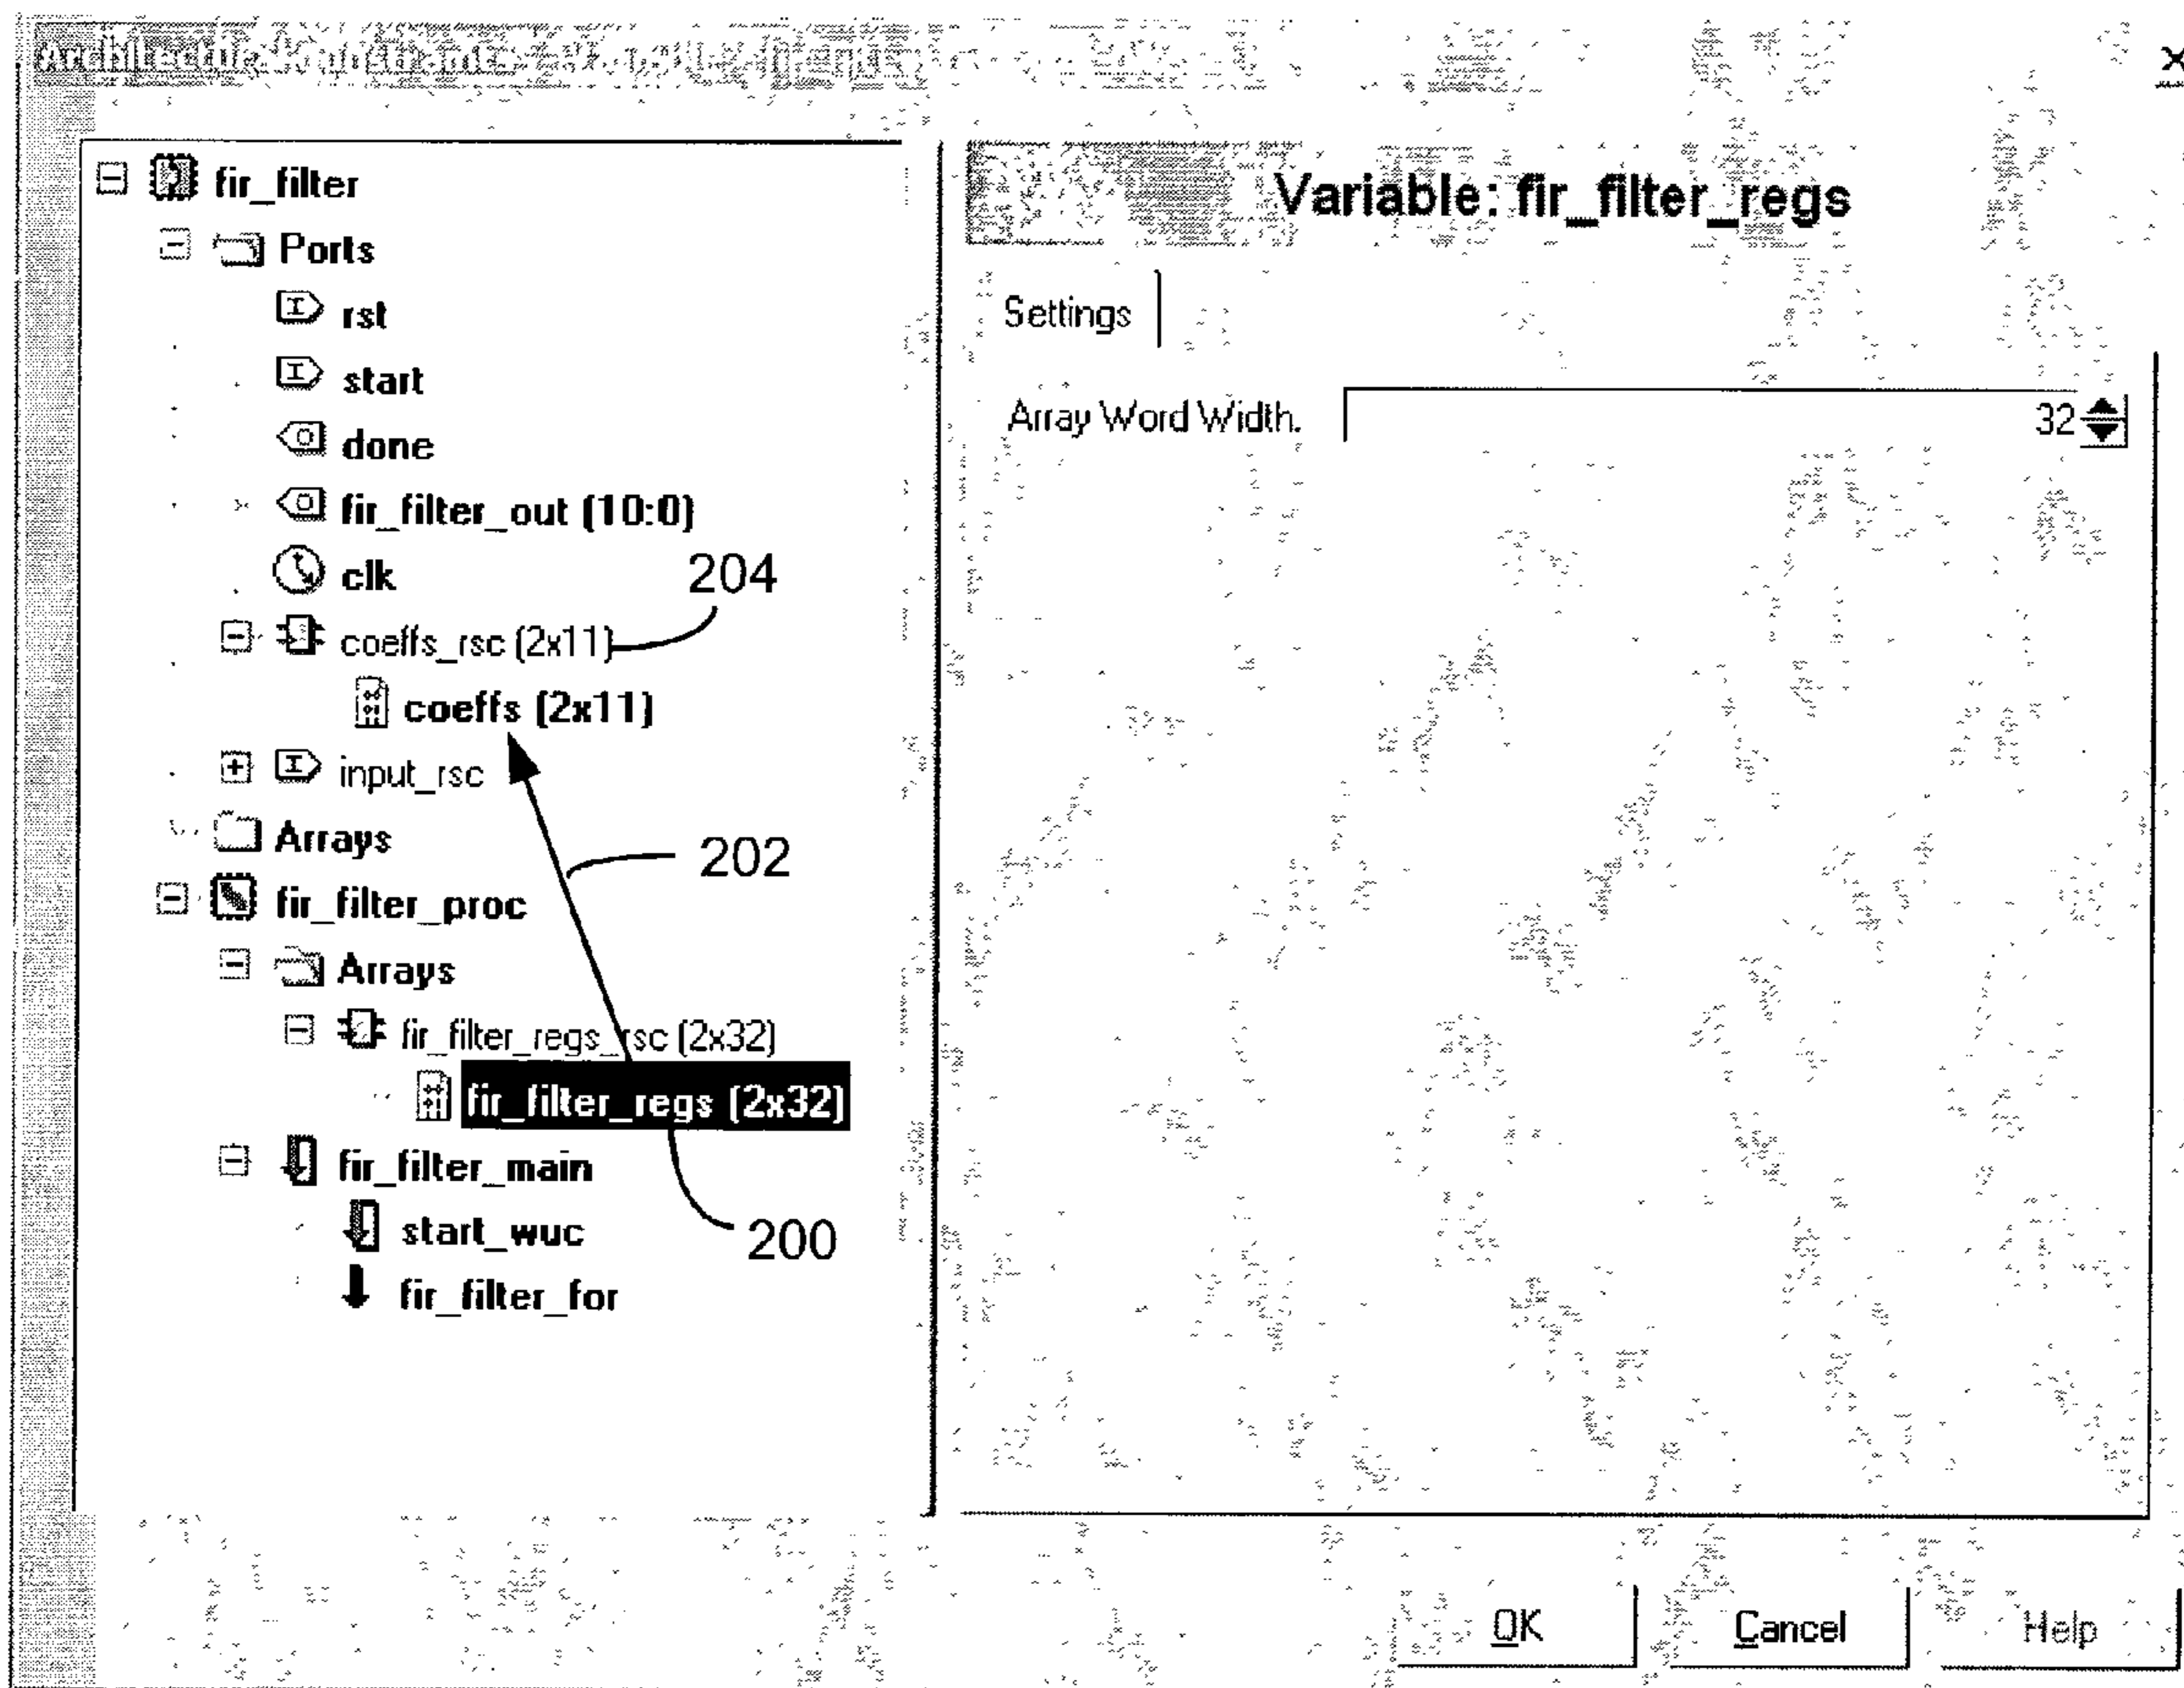 fir_filter
Variable: fir_filter_regs
Ports
rst
Settings
start
Array Word Width.
32
done
fir_filter_out (10:0)
clk
204
coeffs_rsc (2x11)
coeffs (2x11)
input_rsc
Arrays
202
fir_filter_proc
Arrays
fir_filter_regs_rsc (2x32)
fir_filter_regs (2x32)
fir_filter_main
start_wuc
200
fir_filter_for
OK
Cancel
Help